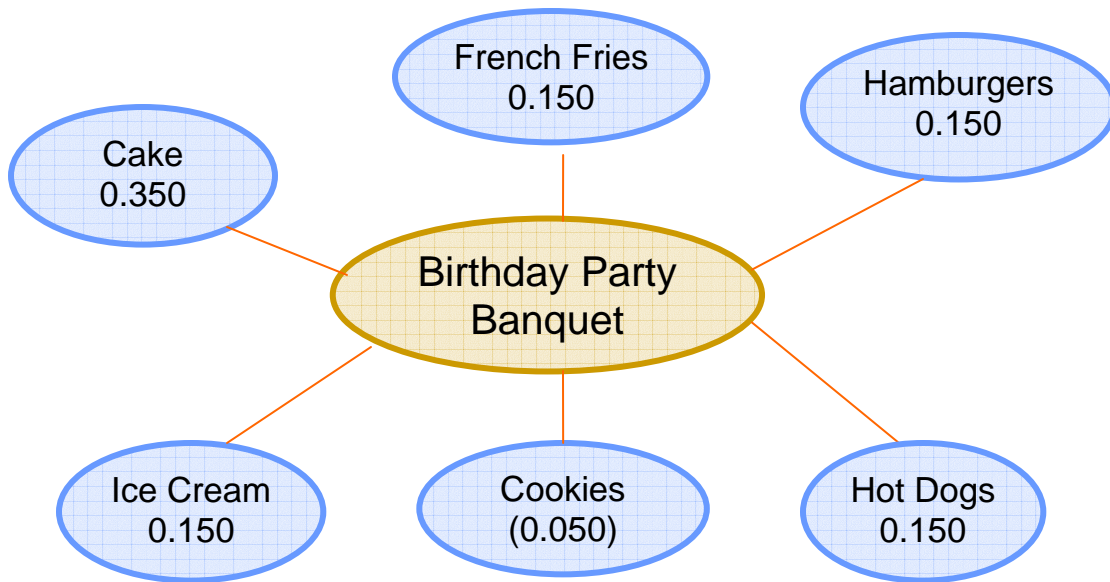 French Fries
0.150
Hamburgers
0.150
Cake
0.350
Birthday Party
Banquet
Ice Cream
0.150
Cookies
(0.050)
Hot Dogs
0.150